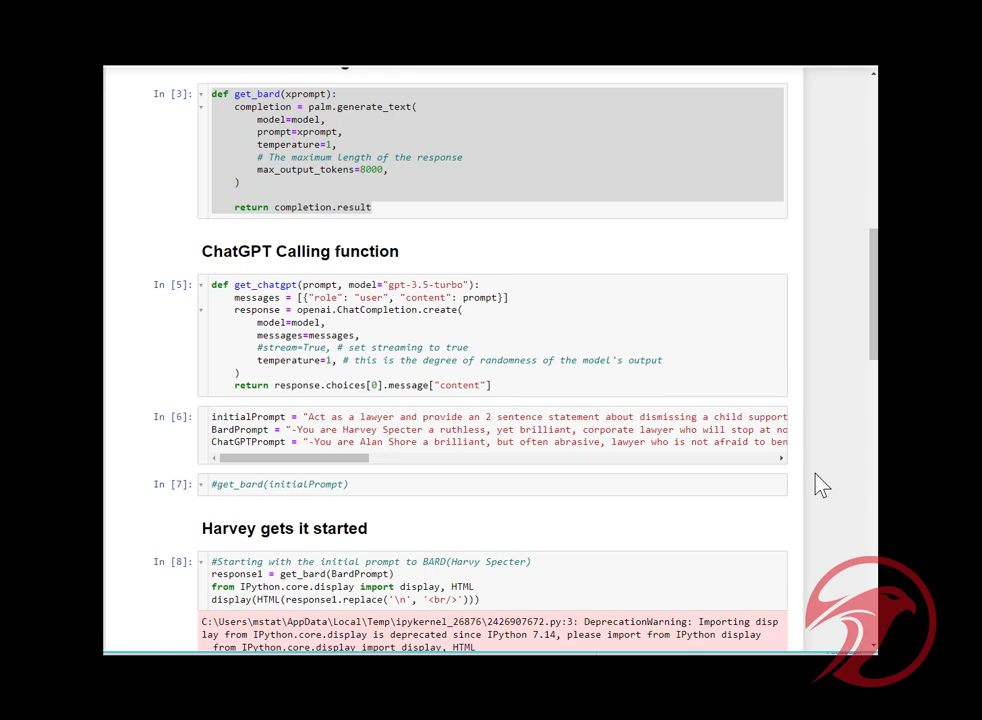 In [3]:
def get_bard(xprompt):
completion = palm.generate_text(
model=model,
prompt=xprompt,
temperature=1,
# The maximum length of the response
max_output_tokens=8000,
)
return completion.result
ChatGPT Calling function
In [5]:
def get_chatgpt(prompt, model="gpt-3.5-turbo"):
messages = [{"role": "user", "content": prompt}]
response = openai.ChatCompletion.create(
model=model,
messages=messages,
#stream=True, # set streaming to true
temperature=1, # this is the degree of randomness of the model's output
)
return response.choices[0].message["content"]
In [6]:
initialPrompt = "Act as a lawyer and provide an 2 sentence statement about dismissing a child support
BardPrompt = "-You are Harvey Specter a ruthless, yet brilliant, corporate lawyer who will stop at no
ChatGPTPrompt = "-You are Alan Shore a brilliant, but often abrasive, lawyer who is not afraid to ben
In [7]:
#get_bard(initialPrompt)
Harvey gets it started
In [8]:
#Starting with the initial prompt to BARD(Harvy Specter)
response1 = get_bard(BardPrompt)
from IPython.core.display import display, HTML
display(HTML(response1.replace('\n', '<br/>')))
C:\Users\mstat\AppData\Local\Temp\ipykernel_26876\2426907672.py:3: DeprecationWarning: Importing disp
lay from IPython.core.display is deprecated since IPython 7.14, please import from IPython display
from IPython.core.display import display, HTML